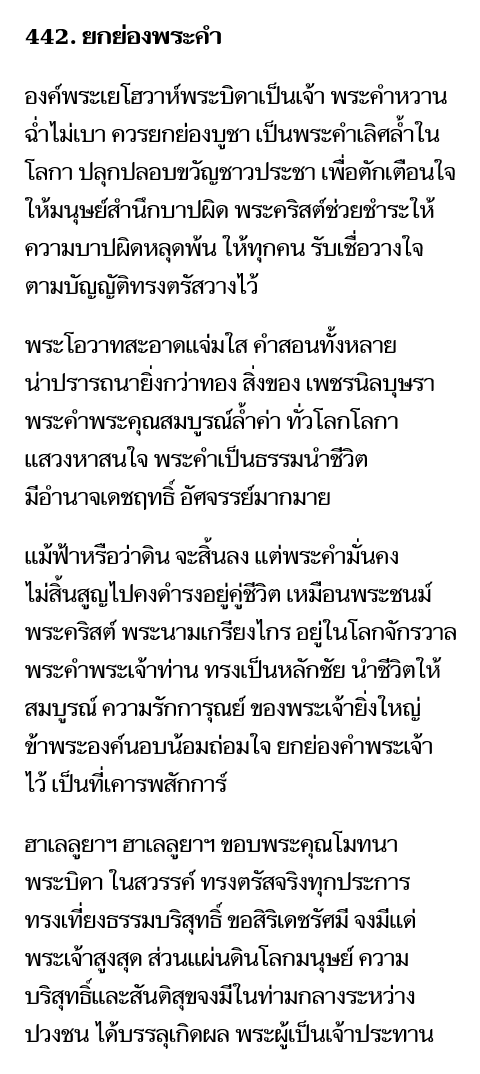 442. ยกย่องพระคำ
องค์พระเยโฮวาห์พระบิดาเป็นเจ้า พระคำหวาน
ฉ่ำไม่เบา ควรยกย่องบูชา เป็นพระคำเลิศล้ำใน
โลกา ปลุกปลอบขวัญชาวประชา เพื่อตักเตือนใจ
ให้มนุษย์สำนึกบาปผิด พระคริสต์ช่วยชำระให้
ความบาปผิดหลุดพ้น ให้ทุกคน รับเชื่อวางใจ
ตามบัญญัติทรงตรัสวางไว้
พระโอวาทสะอาดแจ่มใส คำสอนทั้งหลาย
น่าปรารถนายิ่งกว่าทอง สิ่งของ เพชรนิลบุษรา
พระคำพระคุณสมบูรณ์ล้ำค่า ทั่วโลกโลกา
แสวงหาสนใจ พระคำเป็นธรรมนำชีวิต
มีอำนาจเดชฤทธิ์ อัศจรรย์มากมาย
แม้ฟ้าหรือว่าดิน จะสิ้นลง แต่พระคำมั่นคง
ไม่สิ้นสูญไปคงดำรงอยู่คู่ชีวิต เหมือนพระชนม์
พระคริสต์ พระนามเกรียงไกร อยู่ในโลกจักรวาล
พระคำพระเจ้าท่าน ทรงเป็นหลักชัย นำชีวิตให้
สมบูรณ์ ความรักการุณย์ ของพระเจ้ายิ่งใหญ่
ข้าพระองค์นอบน้อมถ่อมใจ ยกย่องคำพระเจ้า
ไว้ เป็นที่เคารพสักการ์
ฮาเลลูยาฯ ฮาเลลูยาฯ ขอบพระคุณโมทนา
พระบิดา ในสวรรค์ ทรงตรัสจริงทุกประการ
ทรงเที่ยงธรรมบริสุทธิ์ ขอสิริเดชรัศมี จงมีแด่
พระเจ้าสูงสุด ส่วนแผ่นดินโลกมนุษย์ ความ
บริสุทธิ์และสันติสุขจงมีในท่ามกลางระหว่าง
ปวงชน ได้บรรลุเกิดผล พระผู้เป็นเจ้าประทาน